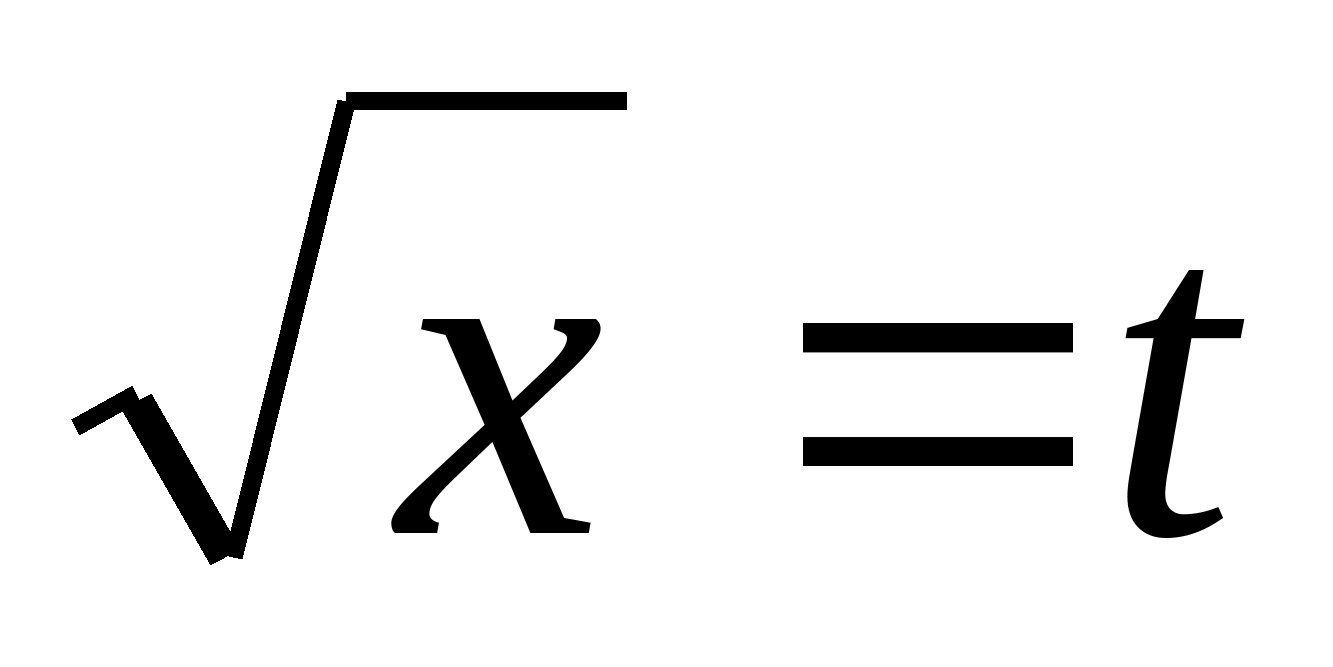 √x = t